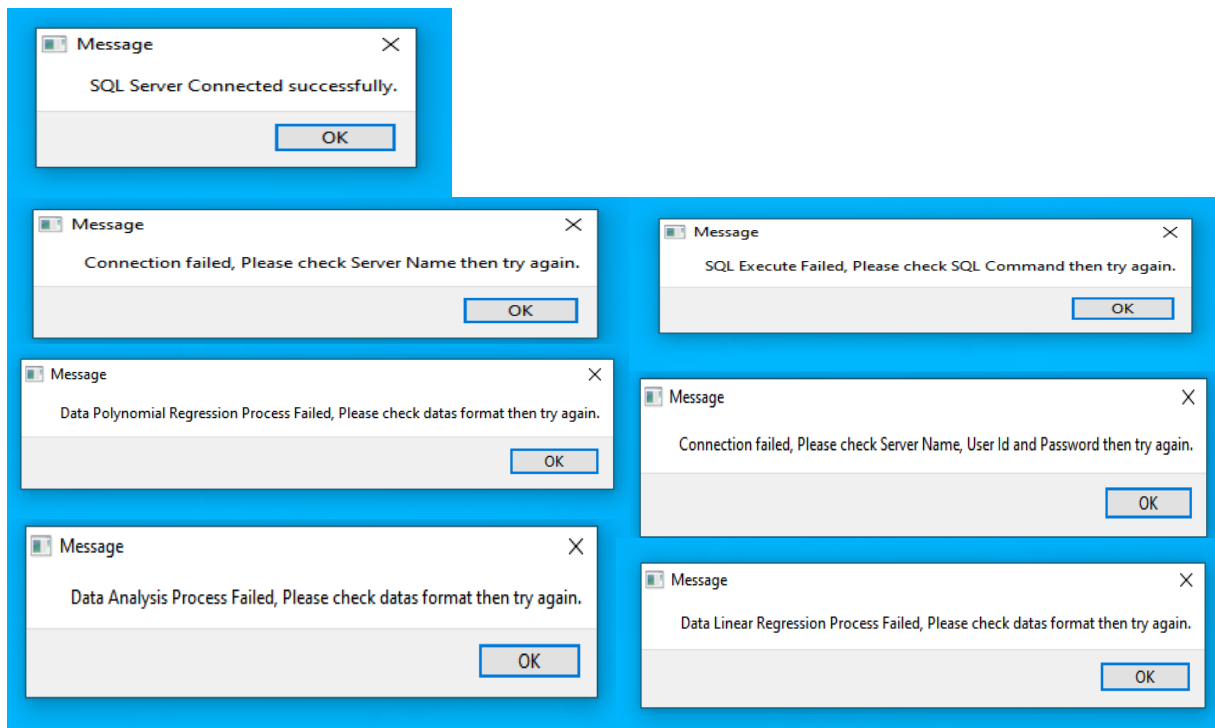 Message
SQL Server Connected successfully.
OK
Message
Connection failed, Please check Server Name then try again.
OK
Message
SQL Execute Failed, Please check SQL Command then try again.
OK
Message
Data Polynomial Regression Process Failed, Please check datas format then try again.
OK
Message
Connection failed, Please check Server Name, User Id and Password then try again.
OK
Message
Data Analysis Process Failed, Please check datas format then try again.
OK
Message
Data Linear Regression Process Failed, Please check datas format then try again.
OK